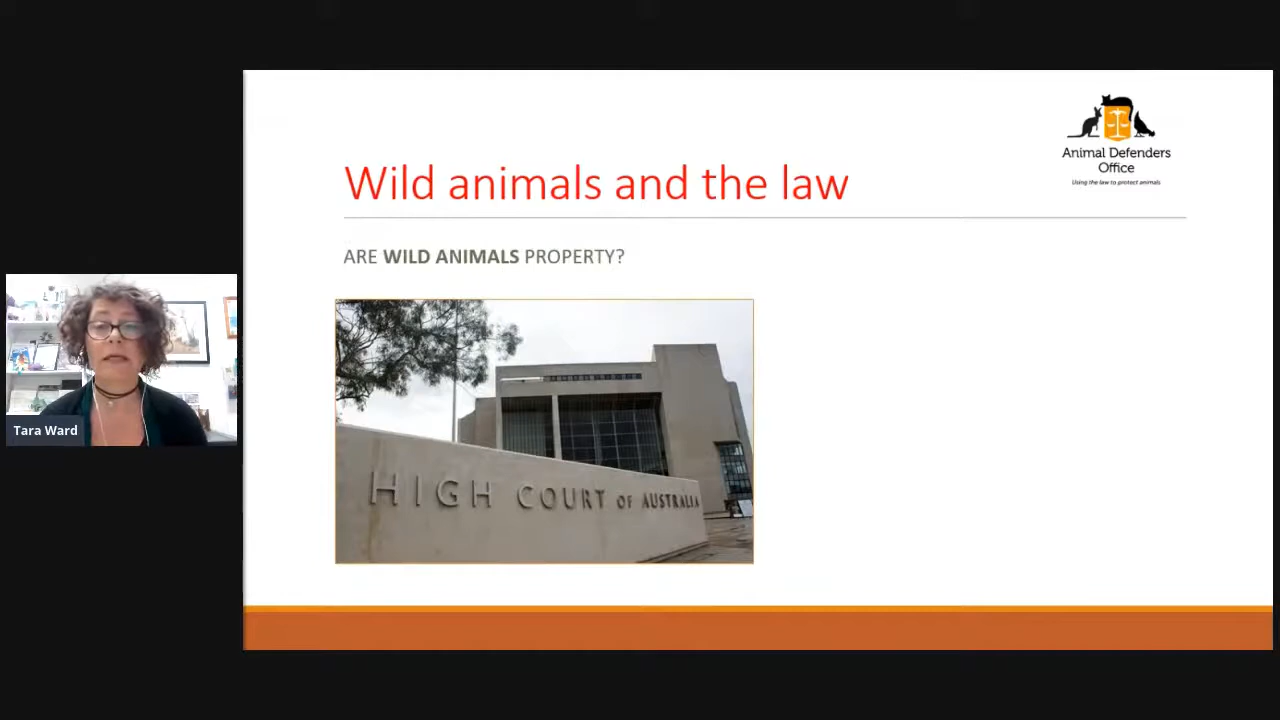 Animal Defenders
Office
Using the law to protect animals
Wild animals and the law
ARE WILD ANIMALS PROPERTY?
HIGH COURT OF AUSTRALIA
Tara Ward